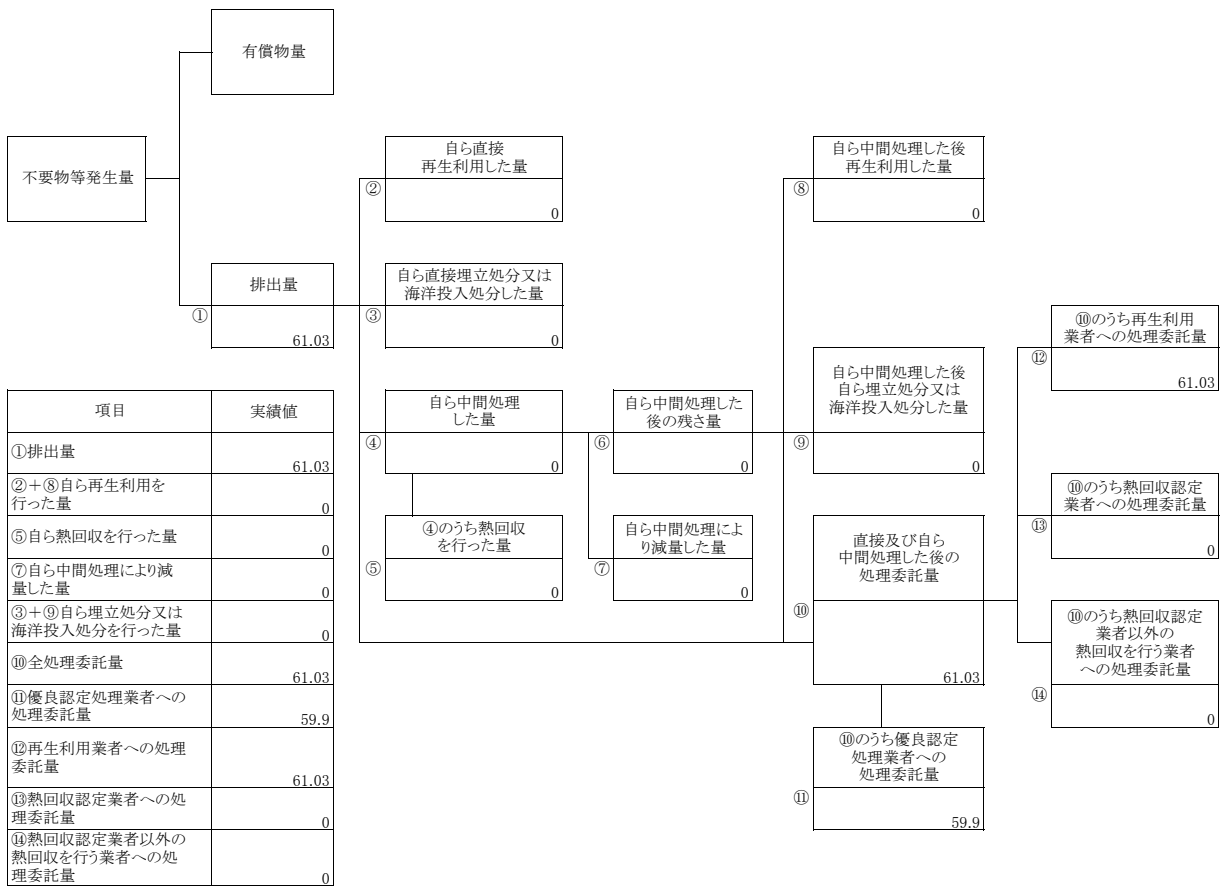 有償物量
不要物等発生量
排出量
①
61.03
自ら直接
再生利用した量
②
0
自ら直接埋立処分又は
海洋投入処分した量
③
0
自ら中間処理
した量
④
0
④のうち熱回収
を行った量
⑤
0
自ら中間処理した
後の残さ量
⑥
0
自ら中間処理によ
り減量した量
⑦
0
自ら中間処理した後
再生利用した量
⑧
0
自ら中間処理した後
自ら埋立処分又は
海洋投入処分した量
⑨
0
直接及び自ら
中間処理した後の
処理委託量
⑩
61.03
⑩のうち優良認定
処理業者への
処理委託量
⑪
59.9
⑩のうち再生利用
業者への処理委託量
⑫
61.03
⑩のうち熱回収認定
業者への処理委託量
⑬
0
⑩のうち熱回収認定
業者以外の
熱回収を行う業者
への処理委託量
⑭
0
項目 実績値
①排出量
61.03
②＋⑧自ら再生利用を
行った量
0
⑤自ら熱回収を行った量
0
⑦自ら中間処理により減
量した量
0
③＋⑨自ら埋立処分又は
海洋投入処分を行った量
0
⑩全処理委託量
61.03
⑪優良認定処理業者への
処理委託量
59.9
⑫再生利用業者への処理
委託量
61.03
⑬熱回収認定業者への処
理委託量
0
⑭熱回収認定業者以外の
熱回収を行う業者への処
理委託量
0